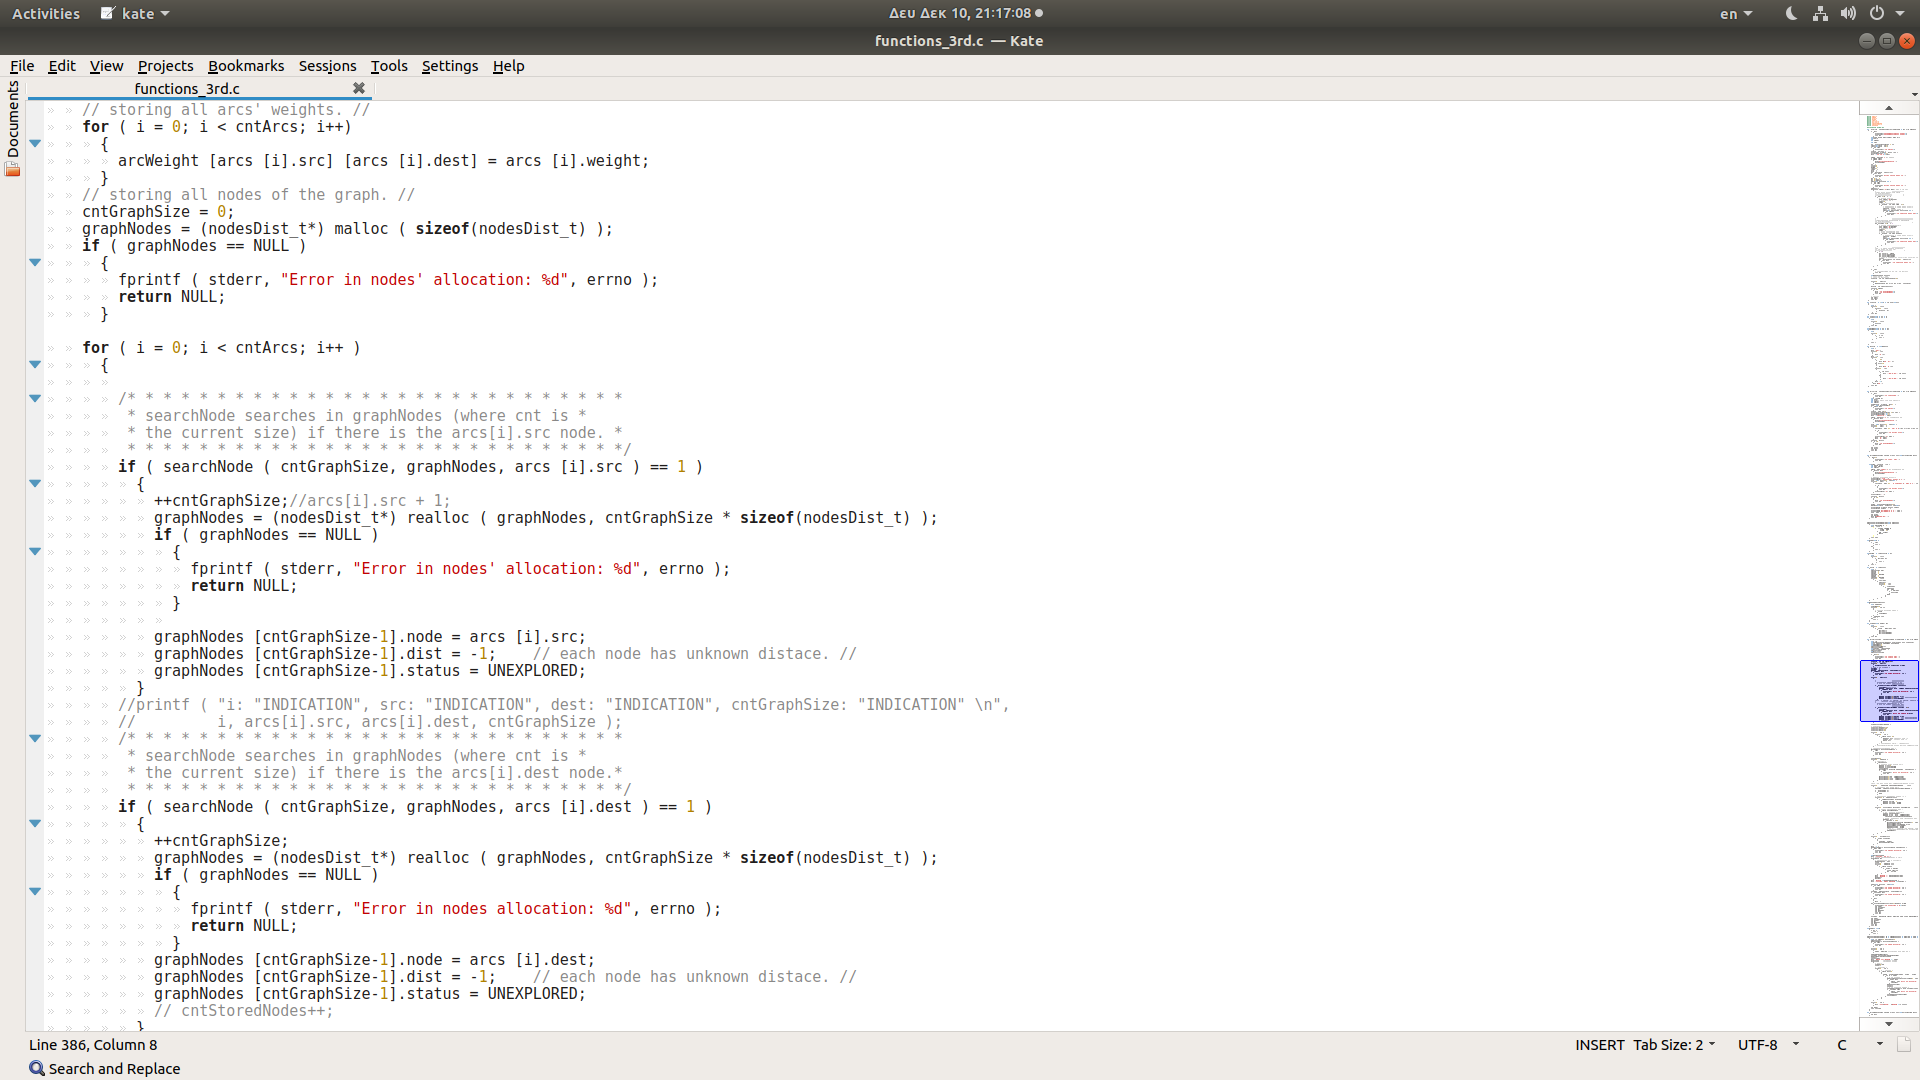 Activities kate Δευ Δεκ 10, 21:17:08 en
functions_3rd.c — Kate
File Edit View Projects Bookmarks Sessions Tools Settings Help
Documents
functions_3rd.c
// storing all arcs' weights. //
for ( i = 0; i < cntArcs; i++)
{
arcWeight [arcs [i].src] [arcs [i].dest] = arcs [i].weight;
}
// storing all nodes of the graph. //
cntGraphSize = 0;
graphNodes = (nodesDist_t*) malloc ( sizeof(nodesDist_t) );
if ( graphNodes == NULL )
{
fprintf ( stderr, "Error in nodes' allocation: %d", errno );
return NULL;
}
for ( i = 0; i < cntArcs; i++ )
{
/* * * * * * * * * * * * * * * * * * * * * * * * * * * *
* searchNode searches in graphNodes (where cnt is *
* the current size) if there is the arcs[i].src node. *
* * * * * * * * * * * * * * * * * * * * * * * * * * * */
if ( searchNode ( cntGraphSize, graphNodes, arcs [i].src ) == 1 )
{
++cntGraphSize;//arcs[i].src + 1;
graphNodes = (nodesDist_t*) realloc ( graphNodes, cntGraphSize * sizeof(nodesDist_t) );
if ( graphNodes == NULL )
{
fprintf ( stderr, "Error in nodes' allocation: %d", errno );
return NULL;
}
graphNodes [cntGraphSize-1].node = arcs [i].src;
graphNodes [cntGraphSize-1].dist = -1;    // each node has unknown distace. //
graphNodes [cntGraphSize-1].status = UNEXPLORED;
}
//printf ( "i: "INDICATION", src: "INDICATION", dest: "INDICATION", cntGraphSize: "INDICATION" \n",
//         i, arcs[i].src, arcs[i].dest, cntGraphSize );
/* * * * * * * * * * * * * * * * * * * * * * * * * * * *
* searchNode searches in graphNodes (where cnt is *
* the current size) if there is the arcs[i].dest node.*
* * * * * * * * * * * * * * * * * * * * * * * * * * * */
if ( searchNode ( cntGraphSize, graphNodes, arcs [i].dest ) == 1 )
{
++cntGraphSize;
graphNodes = (nodesDist_t*) realloc ( graphNodes, cntGraphSize * sizeof(nodesDist_t) );
if ( graphNodes == NULL )
{
fprintf ( stderr, "Error in nodes allocation: %d", errno );
return NULL;
}
graphNodes [cntGraphSize-1].node = arcs [i].dest;
graphNodes [cntGraphSize-1].dist = -1;    // each node has unknown distace. //
graphNodes [cntGraphSize-1].status = UNEXPLORED;
// cntStoredNodes++;
}
Line 386, Column 8 INSERT Tab Size: 2 UTF-8 C
Search and Replace